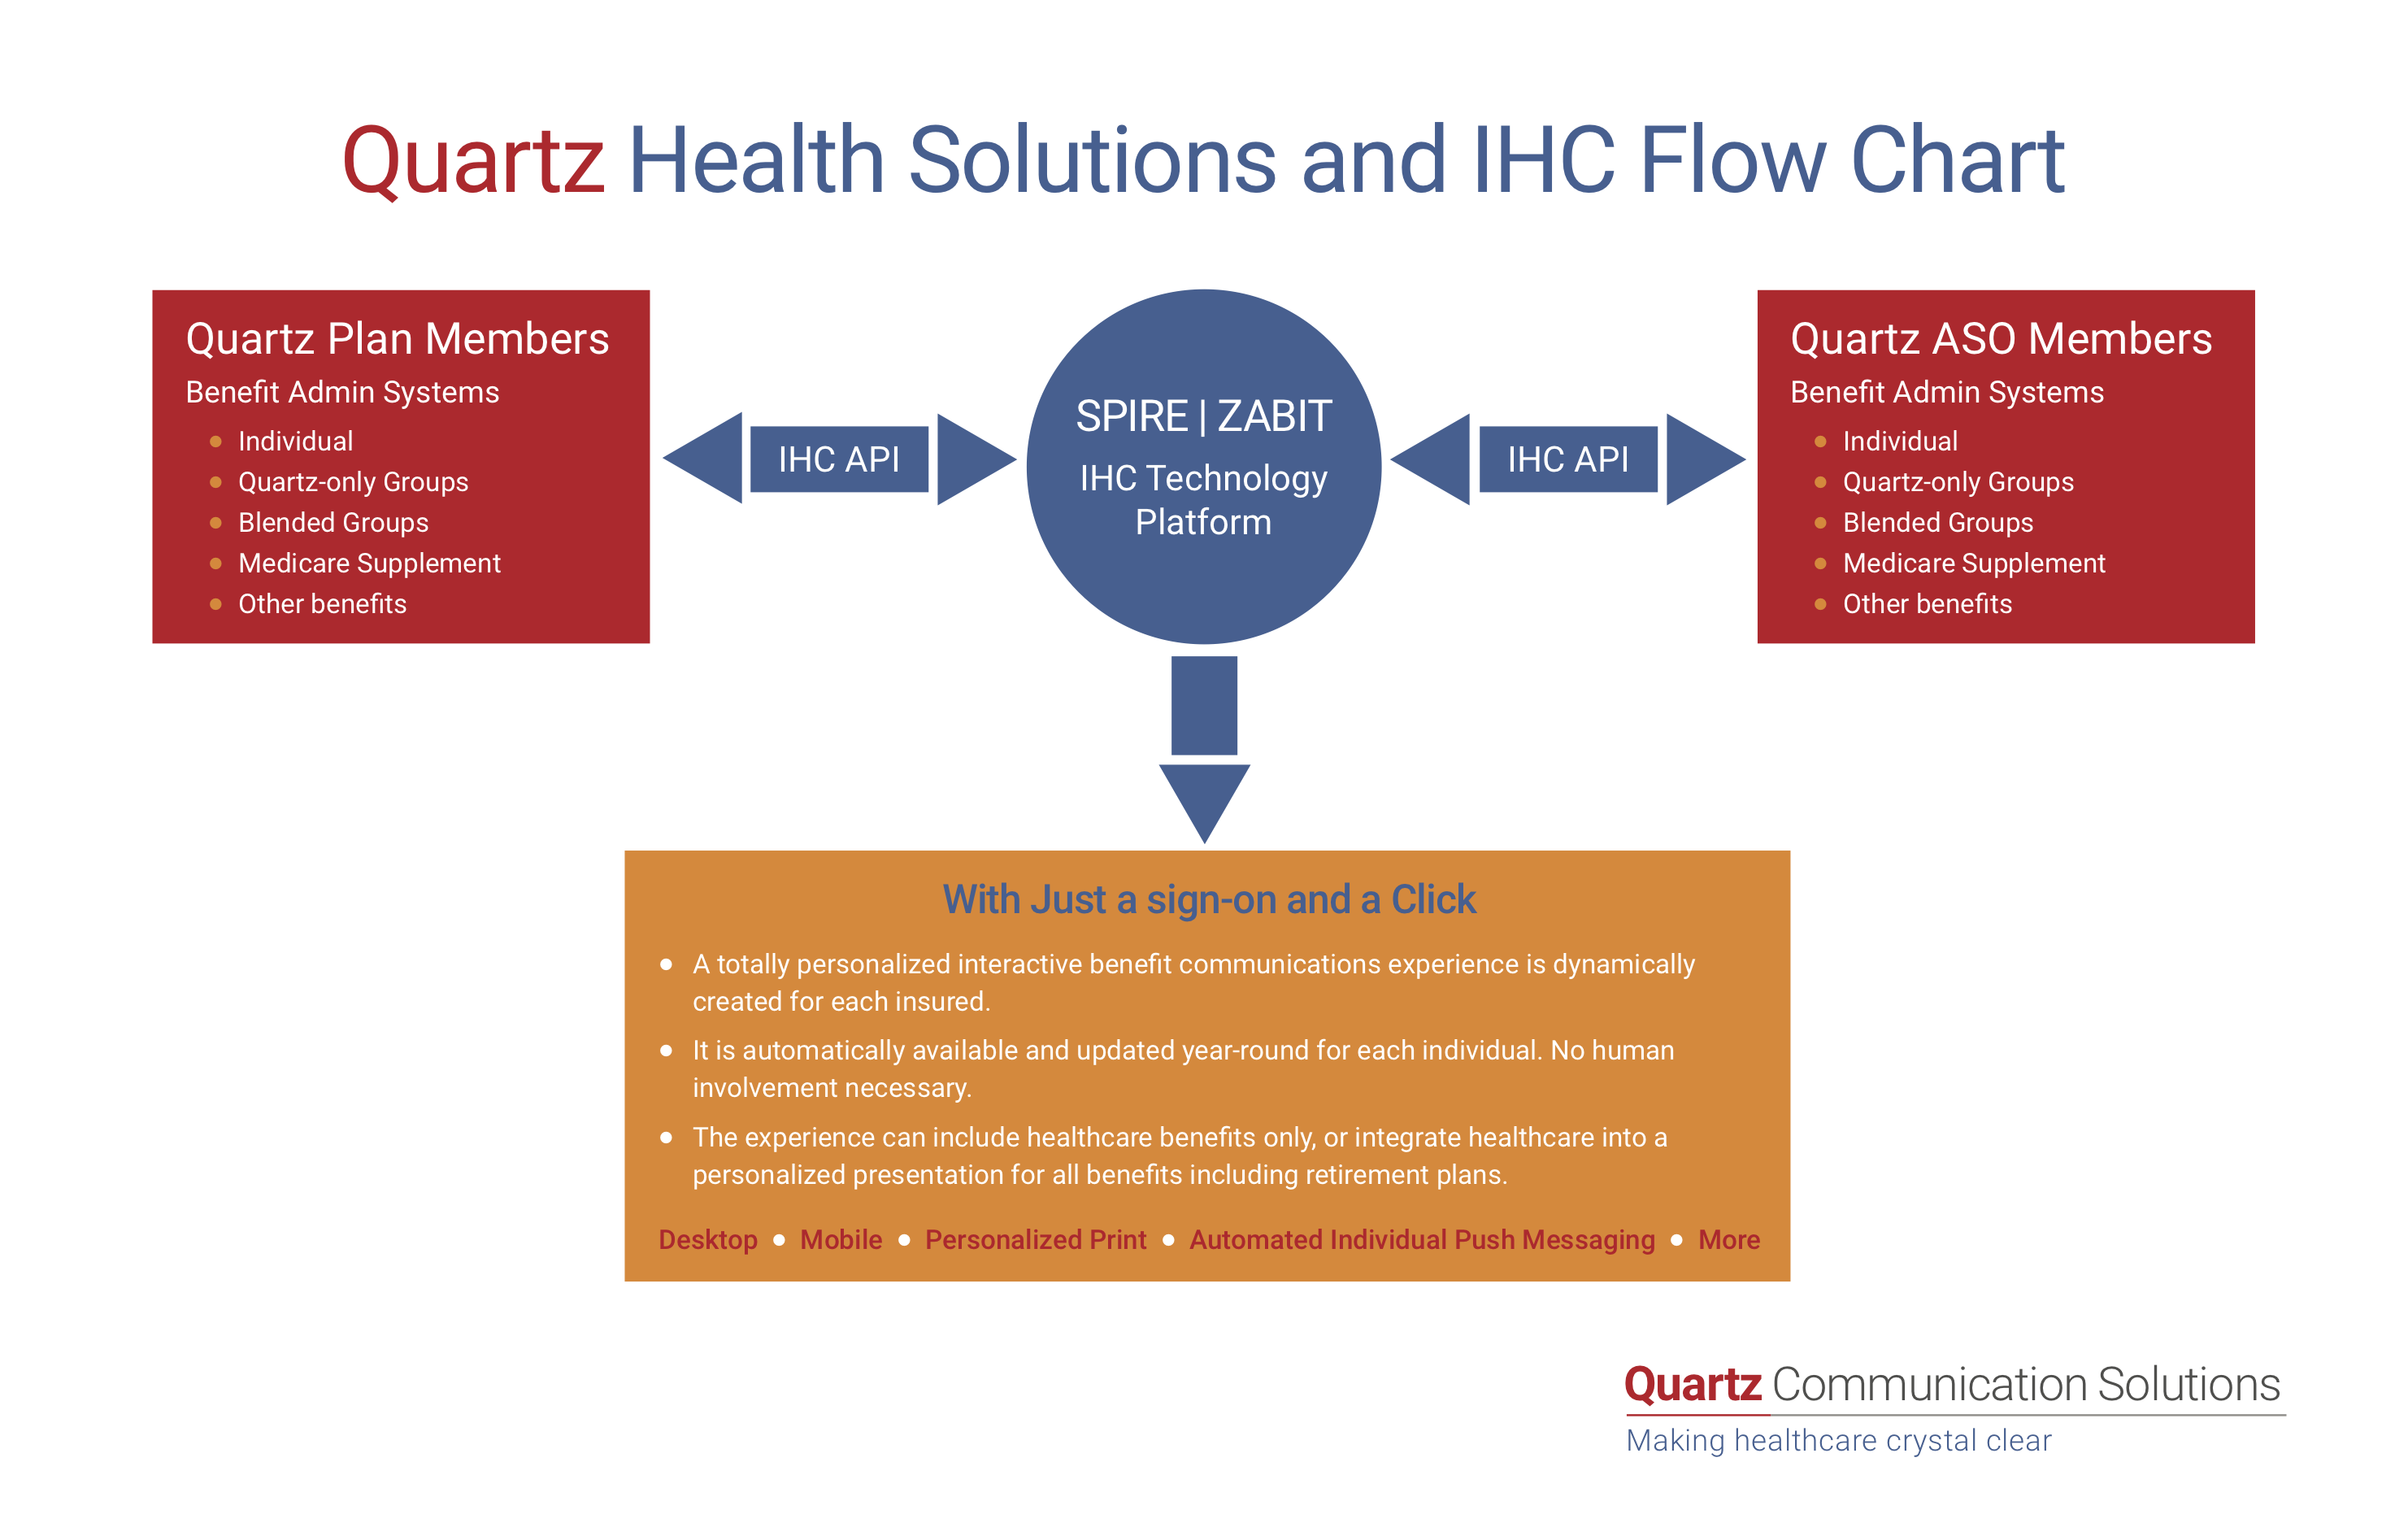 Quartz Health Solutions and IHC Flow Chart
Quartz Plan Members
Benefit Admin Systems
Individual
Quartz-only Groups
Blended Groups
Medicare Supplement
Other benefits
IHC API
SPIRE | ZABIT
IHC Technology
Platform
IHC API
Quartz ASO Members
Benefit Admin Systems
Individual
Quartz-only Groups
Blended Groups
Medicare Supplement
Other benefits
With Just a sign-on and a Click
A totally personalized interactive benefit communications experience is dynamically
created for each insured.
It is automatically available and updated year-round for each individual. No human
involvement necessary.
The experience can include healthcare benefits only, or integrate healthcare into a
personalized presentation for all benefits including retirement plans.
Desktop • Mobile • Personalized Print • Automated Individual Push Messaging • More
Quartz Communication Solutions
Making healthcare crystal clear